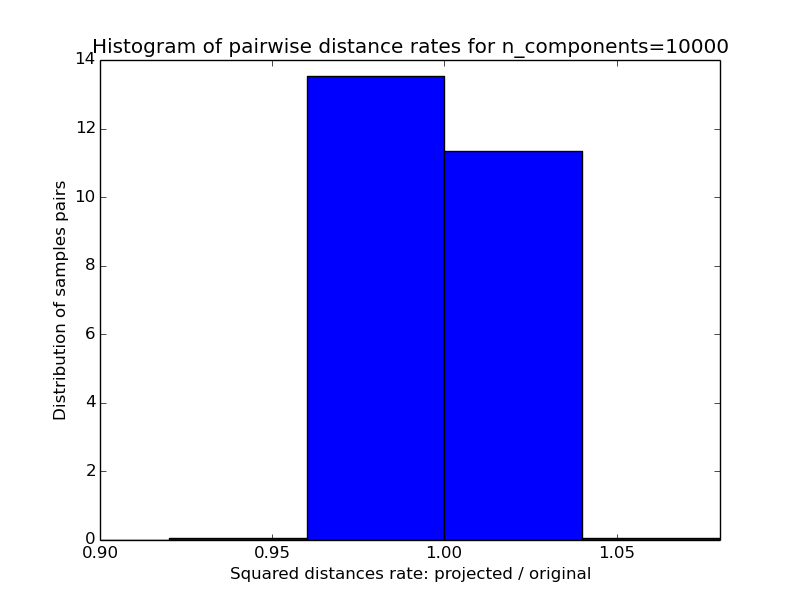 Histogram of pairwise distance rates for n_components=10000
14
12
10
8
6
4
2
0
Distribution of samples pairs
0.90 0.95 1.00 1.05
Squared distances rate: projected / original